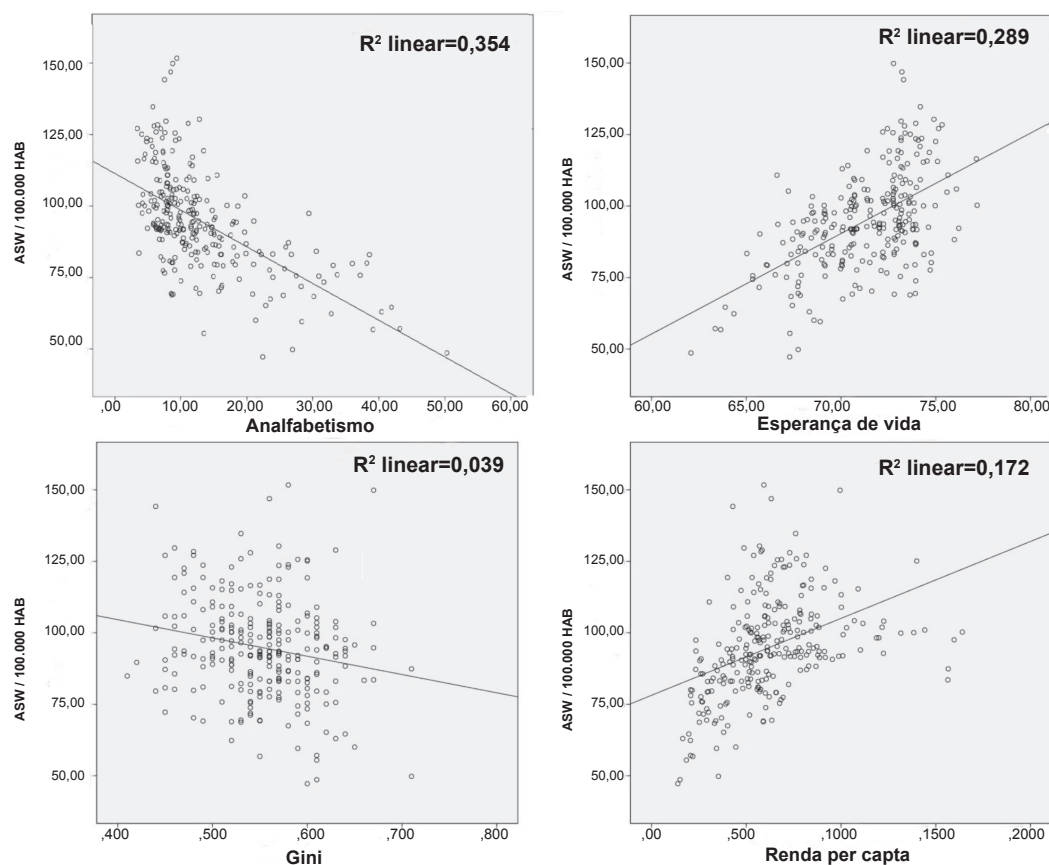 R² linear=0,354
150,00
125,00
100,00
75,00
50,00
ASW / 100.000 HAB
,00 10,00 20,00 30,00 40,00 50,00 60,00
Analfabetismo
R² linear=0,289
150,00
125,00
100,00
75,00
50,00
ASW / 100.000 HAB
60,00 65,00 70,00 75,00 80,00
Esperança de vida
R² linear=0,039
150,00
125,00
100,00
75,00
50,00
ASW / 100.000 HAB
,400 ,500 ,600 ,700 ,800
Gini
R² linear=0,172
150,00
125,00
100,00
75,00
50,00
ASW / 100.000 HAB
,00 ,500 ,1000 ,1500 ,2000
Renda per capta